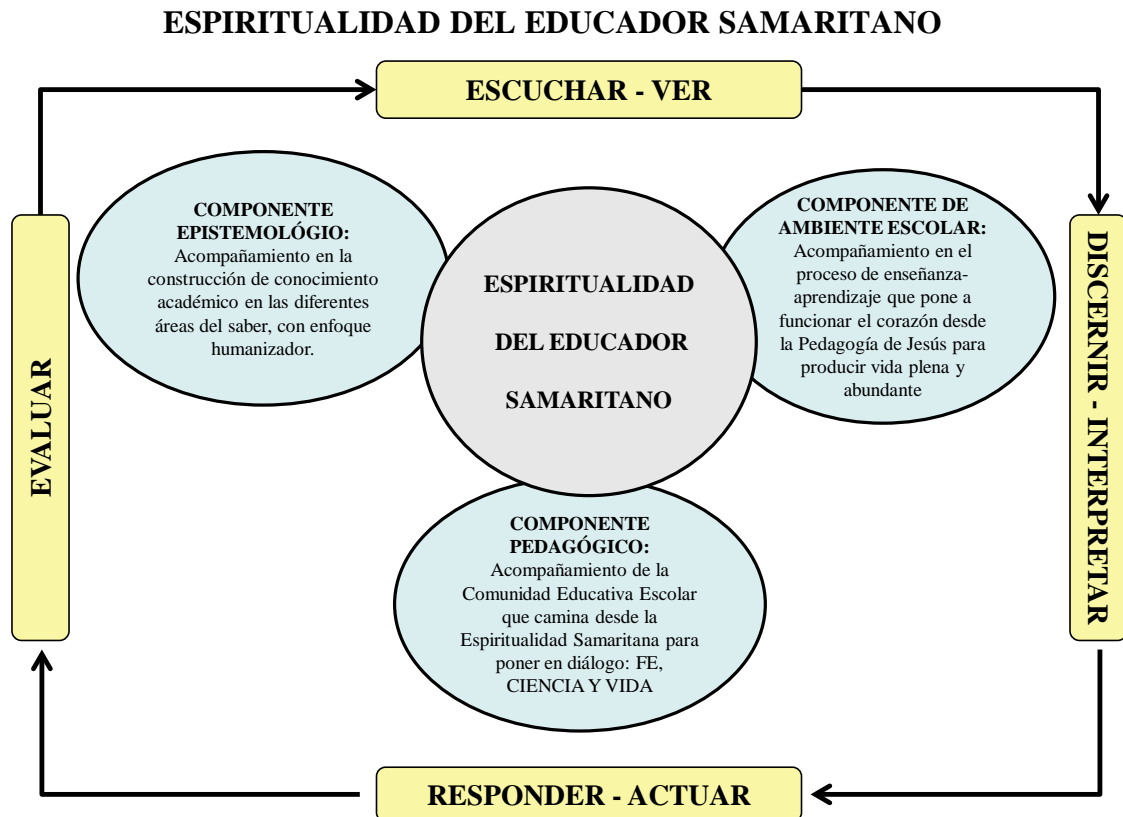 ESPIRITUALIDAD DEL EDUCADOR SAMARITANO
ESCUCHAR - VER
COMPONENTE
EPISTEMOLÓGIO:
Acompañamiento en la
construcción de conocimiento
académico en las diferentes
áreas del saber, con enfoque
humanizador.
ESPIRITUALIDAD
DEL EDUCADOR
SAMARITANO
COMPONENTE DE
AMBIENTE ESCOLAR:
Acompañamiento en el
proceso de enseñanza-
aprendizaje que pone a
funcionar el corazón desde
la Pedagogía de Jesús para
producir vida plena y
abundante
DISCERNIR - INTERPRETAR
EVALUAR
COMPONENTE
PEDAGÓGICO:
Acompañamiento de la
Comunidad Educativa Escolar
que camina desde la
Espiritualidad Samaritana para
poner en diálogo: FE,
CIENCIA Y VIDA
RESPONDER - ACTUAR